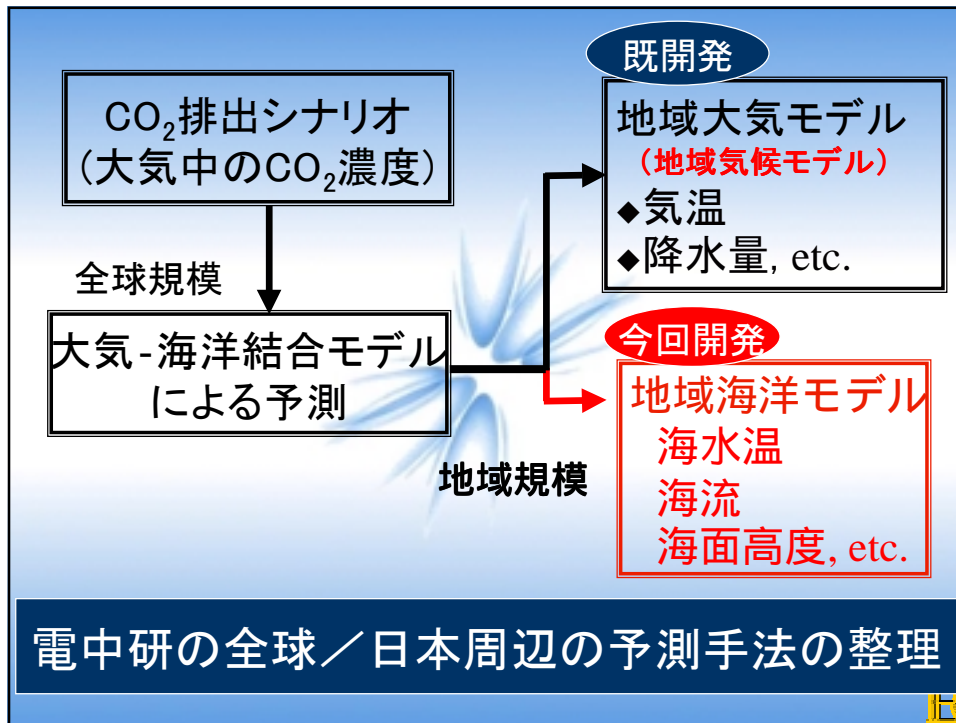 CO₂排出シナリオ
(大気中のCO₂濃度)
全球規模
大気-海洋結合モデル
による予測
既開発
地域大気モデル
(地域気候モデル)
◆気温
◆降水量, etc.
今回開発
地域海洋モデル
海水温
海流
海面高度, etc.
地域規模
電中研の全球／日本周辺の予測手法の整理